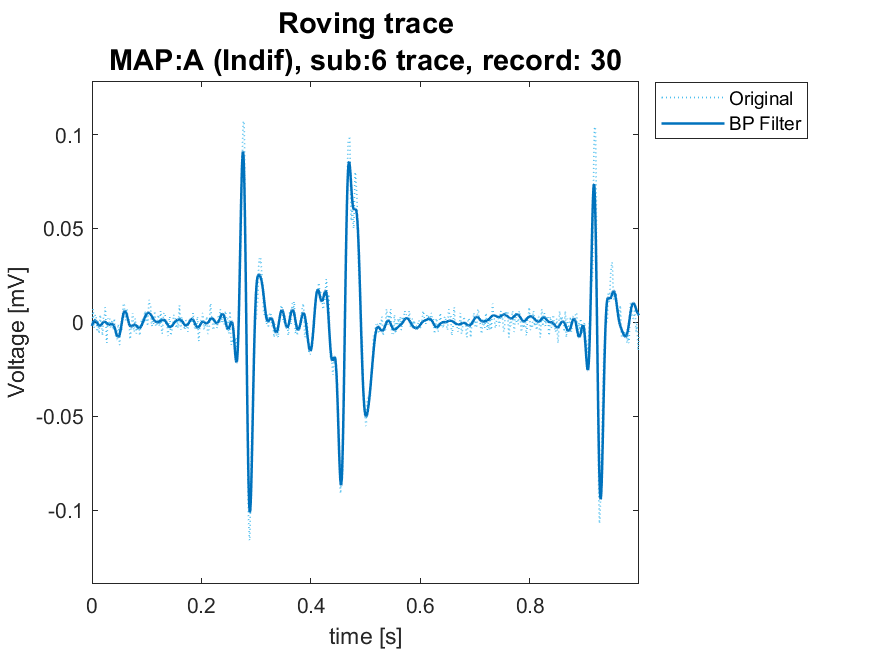 Roving trace
MAP:A (Indif), sub:6 trace, record: 30
Original
BP Filter
0.1
0.05
0
-0.05
-0.1
Voltage [mV]
0
0.2
0.4
0.6
0.8
time [s]